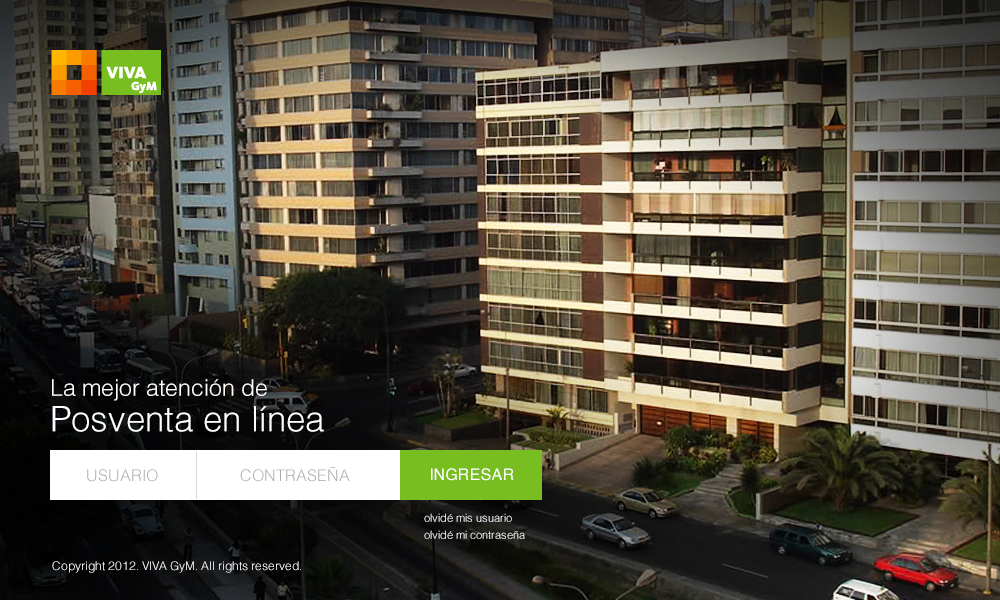 VIVA
GyM
La mejor atención de
Posventa en línea
USUARIO
CONTRASEÑA
INGRESAR
olvidé mis usuario
olvidé mi contraseña
Copyright 2012. VIVA GyM. All rights reserved.